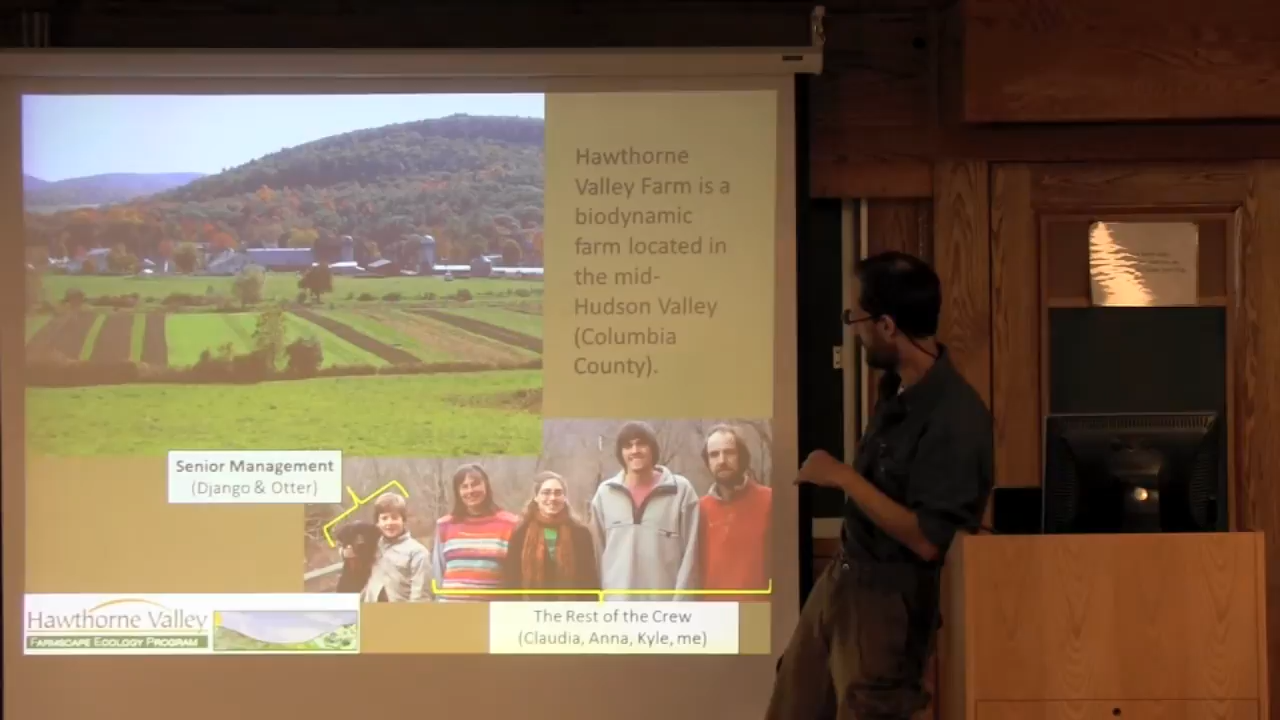 Hawthorne
Valley Farm is a
biodynamic
farm located in
the mid-
Hudson Valley
(Columbia
County).
Senior Management
(Django & Otter)
The Rest of the Crew
(Claudia, Anna, Kyle, me)
Hawthorne Valley
Farmscape Ecology Program